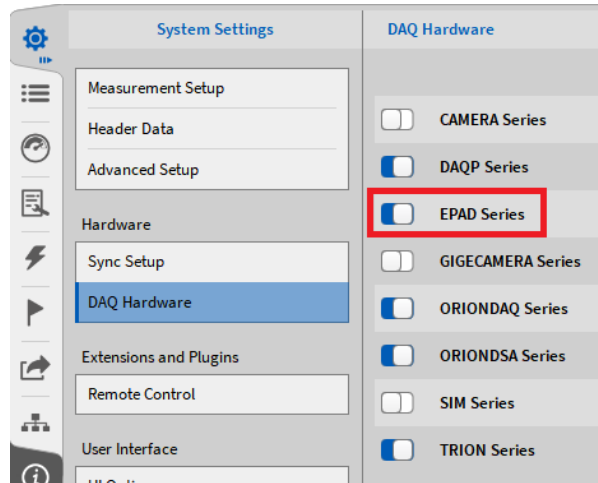 System Settings
Measurement Setup
Header Data
Advanced Setup
Hardware
Sync Setup
DAQ Hardware
Extensions and Plugins
Remote Control
User Interface
DAQ Hardware
CAMERA Series
DAQP Series
EPAD Series
GIGECAMERA Series
ORIONDAQ Series
ORIONDSA Series
SIM Series
TRION Series